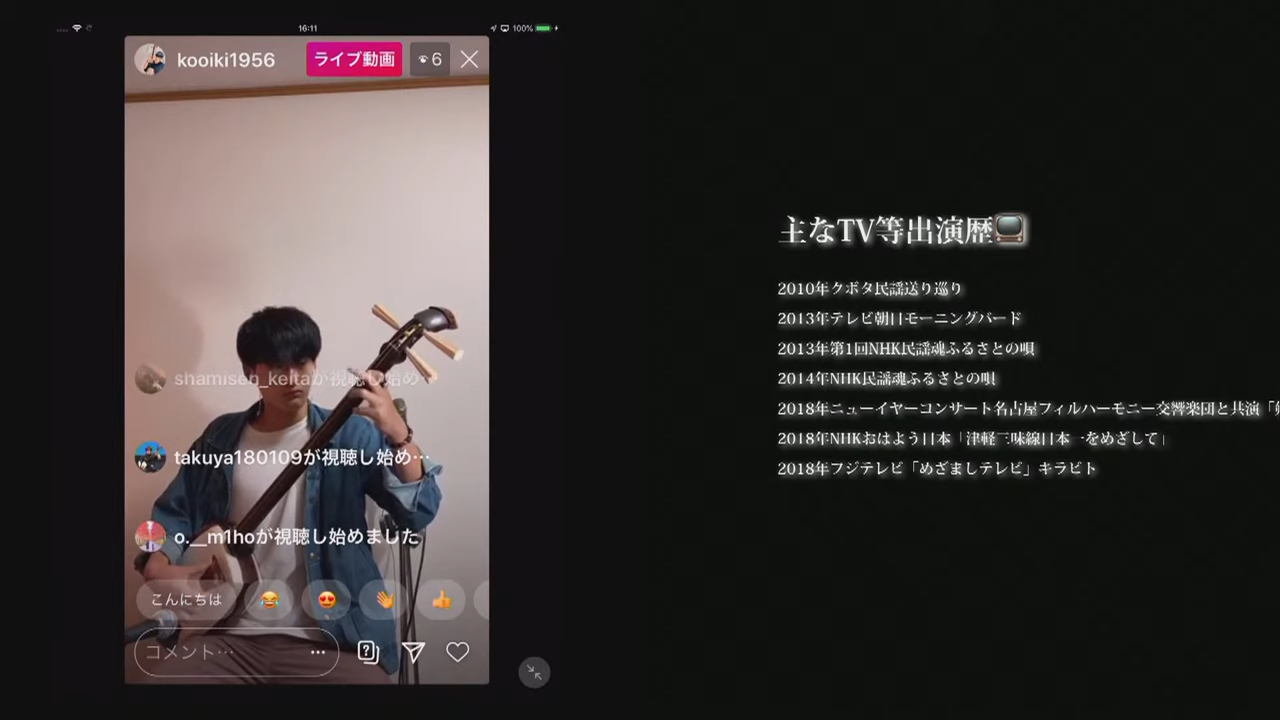 16:11
100%
kooiki1956
ライブ動画
6
shamisen_keitaが視聴し始め…
takuya180109が視聴し始め…
o.__m1hoが視聴し始めました
こんにちは
コメント…
主なTV等出演歴
2010年クボタ民謡送り巡り
2013年テレビ朝日モーニングバード
2013年第1回NHK民謡魂ふるさとの唄
2014年NHK民謡魂ふるさとの唄
2018年ニューイヤーコンサート名古屋フィルハーモニー交響楽団と共演「
2018年NHKおはよう日本「津軽三味線日本一をめざして」
2018年フジテレビ「めざましテレビ」キラビト